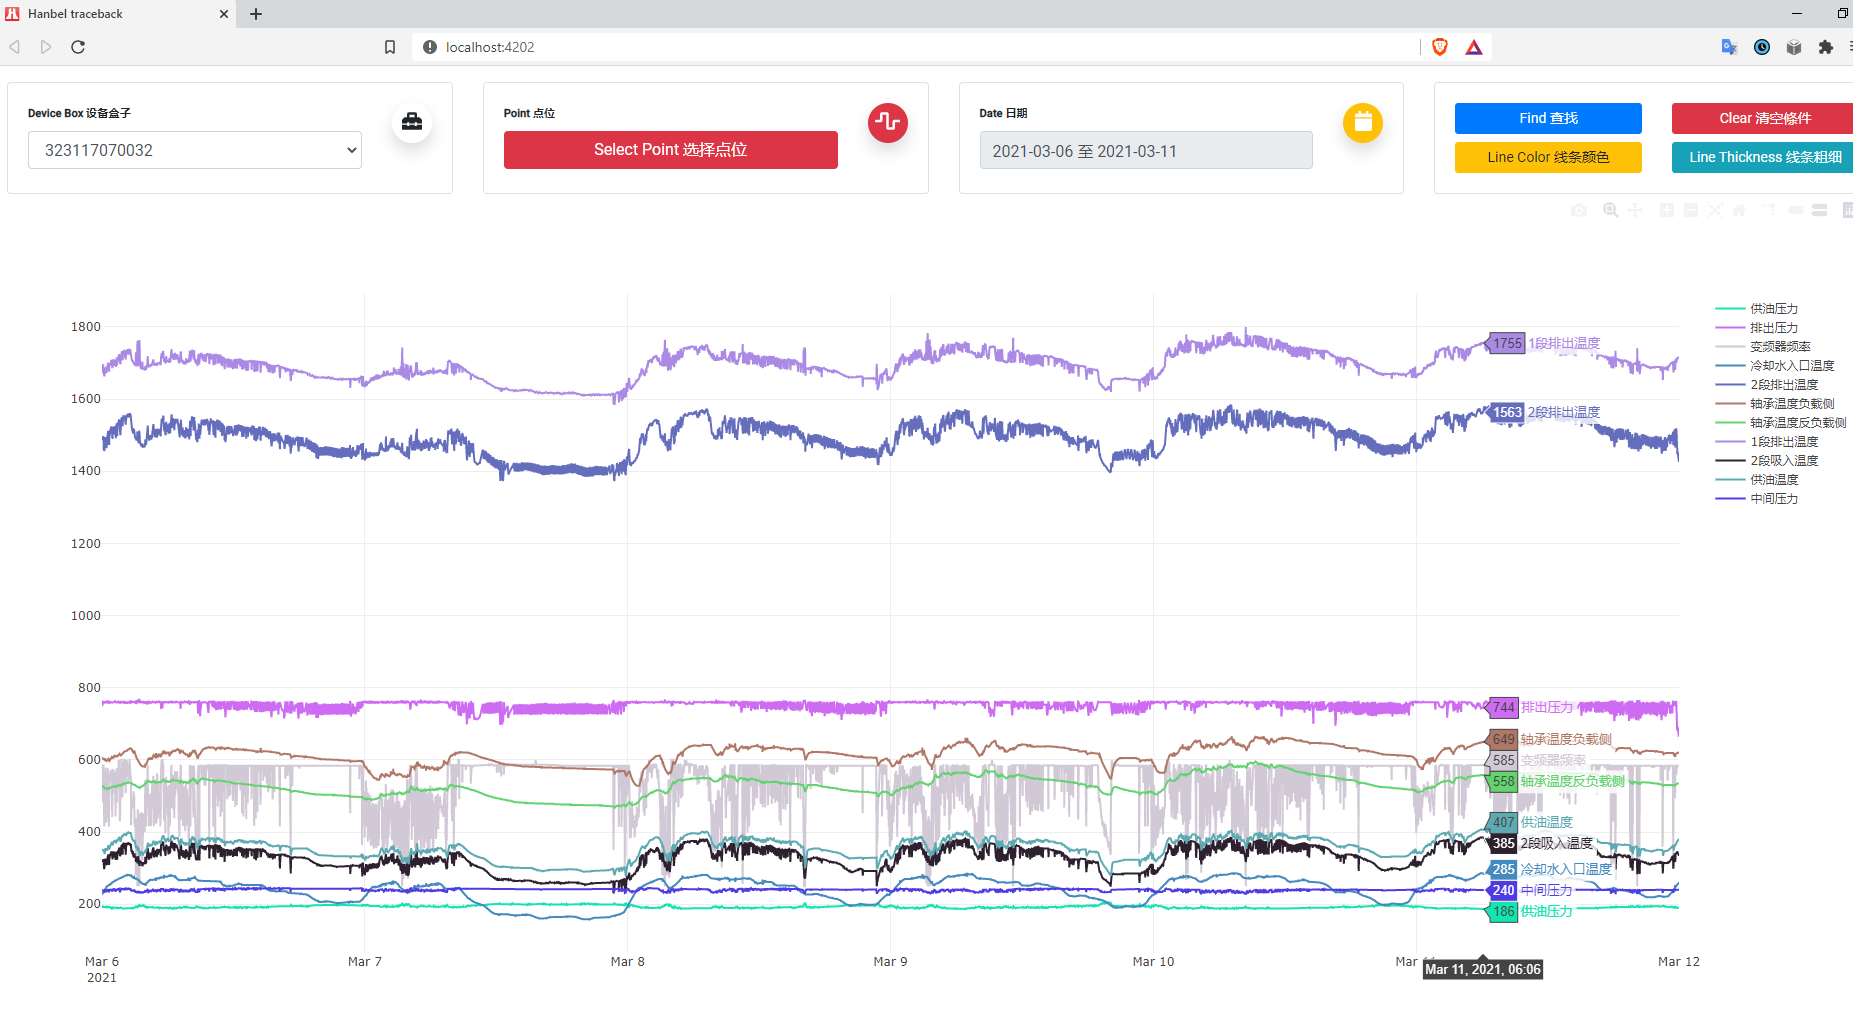 Hanbel traceback
localhost:4202
Device Box 设备盒子
323117070032
Point 点位
Select Point 选择点位
Date 日期
2021-03-06 至 2021-03-11
Find 查找
Clear 清空條件
Line Color 线条颜色
Line Thickness 线条粗细
1800
1600
1400
1200
1000
800
600
400
200
Mar 6
2021
Mar 7
Mar 8
Mar 9
Mar 10
Mar
Mar 12
Mar 11, 2021, 06:06
1755 1段排出温度
1563 2段排出温度
744 排出压力
649 轴承温度负载侧
585 变频器频率
558 轴承温度反负载侧
407 供油温度
385 2段吸入温度
285 冷却水入口温度
240 中间压力
186 供油压力
供油压力
排出压力
变频器频率
冷却水入口温度
2段排出温度
轴承温度负载侧
轴承温度反负载侧
1段排出温度
2段吸入温度
供油温度
中间压力